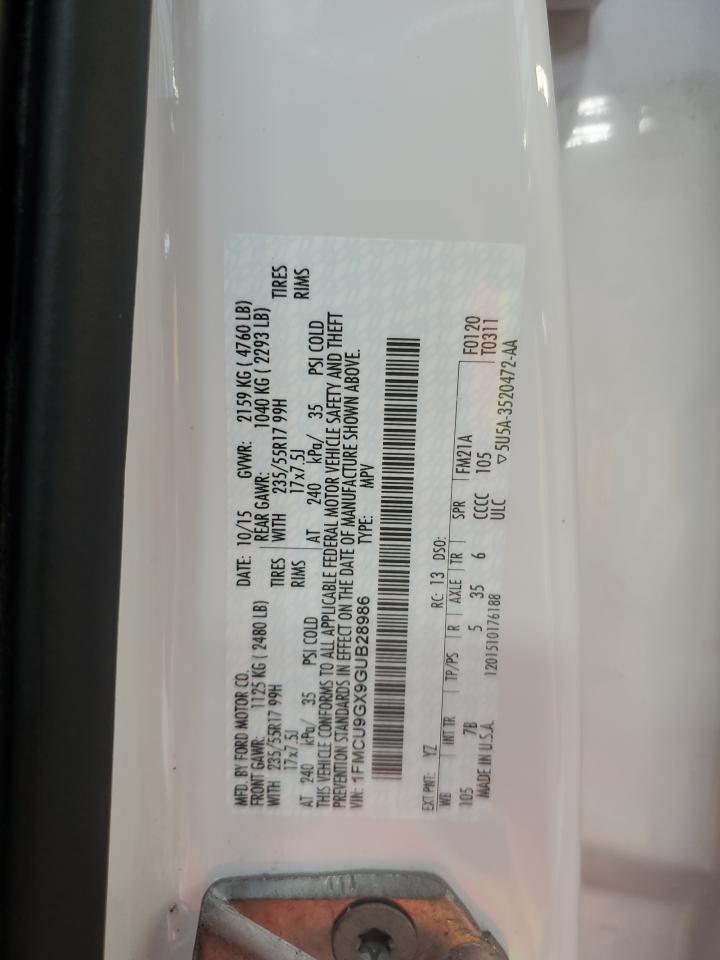 MFD. BY FORD MOTOR CO. DATE: 10/15 GVWR: 2159 KG ( 4760 LB)
FRONT GAWR: 1125 KG ( 2480 LB) REAR GAWR: 1040 KG ( 2293 LB)
WITH 235/55R17 99H TIRES WITH 235/55R17 99H TIRES
17x7.5J RIMS 17x7.5J RIMS
AT 240 kPa/ 35 PSI COLD AT 240 kPa/ 35 PSI COLD
THIS VEHICLE CONFORMS TO ALL APPLICABLE FEDERAL MOTOR VEHICLE SAFETY AND THEFT
PREVENTION STANDARDS IN EFFECT ON THE DATE OF MANUFACTURE SHOWN ABOVE.
VIN: 1FMCU9GX9GUB28986 TYPE: MPV
EXT PNT: YZ RC: 13 DSO:
WB INT TR TP/PS R AXLE TR SPR FM21A F0120
105 7B 5 35 6 CCCC 105 T0311
MADE IN U.S.A. 1201510176188 ULC ▽5U5A-3520472-AA